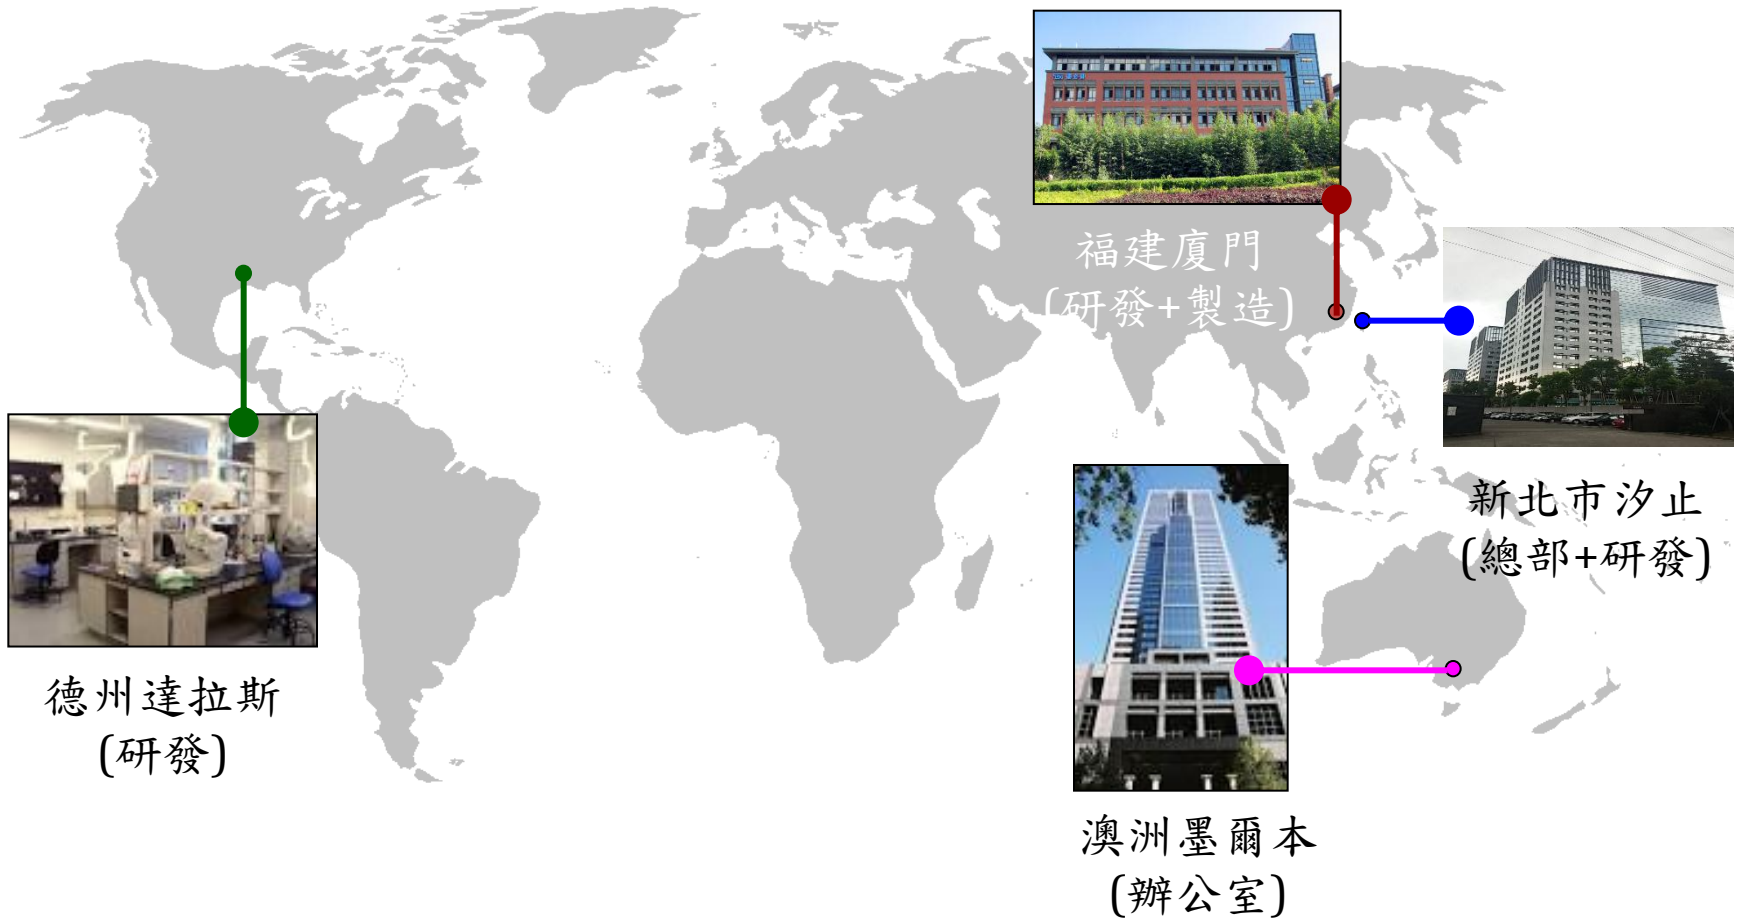 福建廈門
(研發+製造)
新北市汐止
(總部+研發)
德州達拉斯
(研發)
澳洲墨爾本
(辦公室)